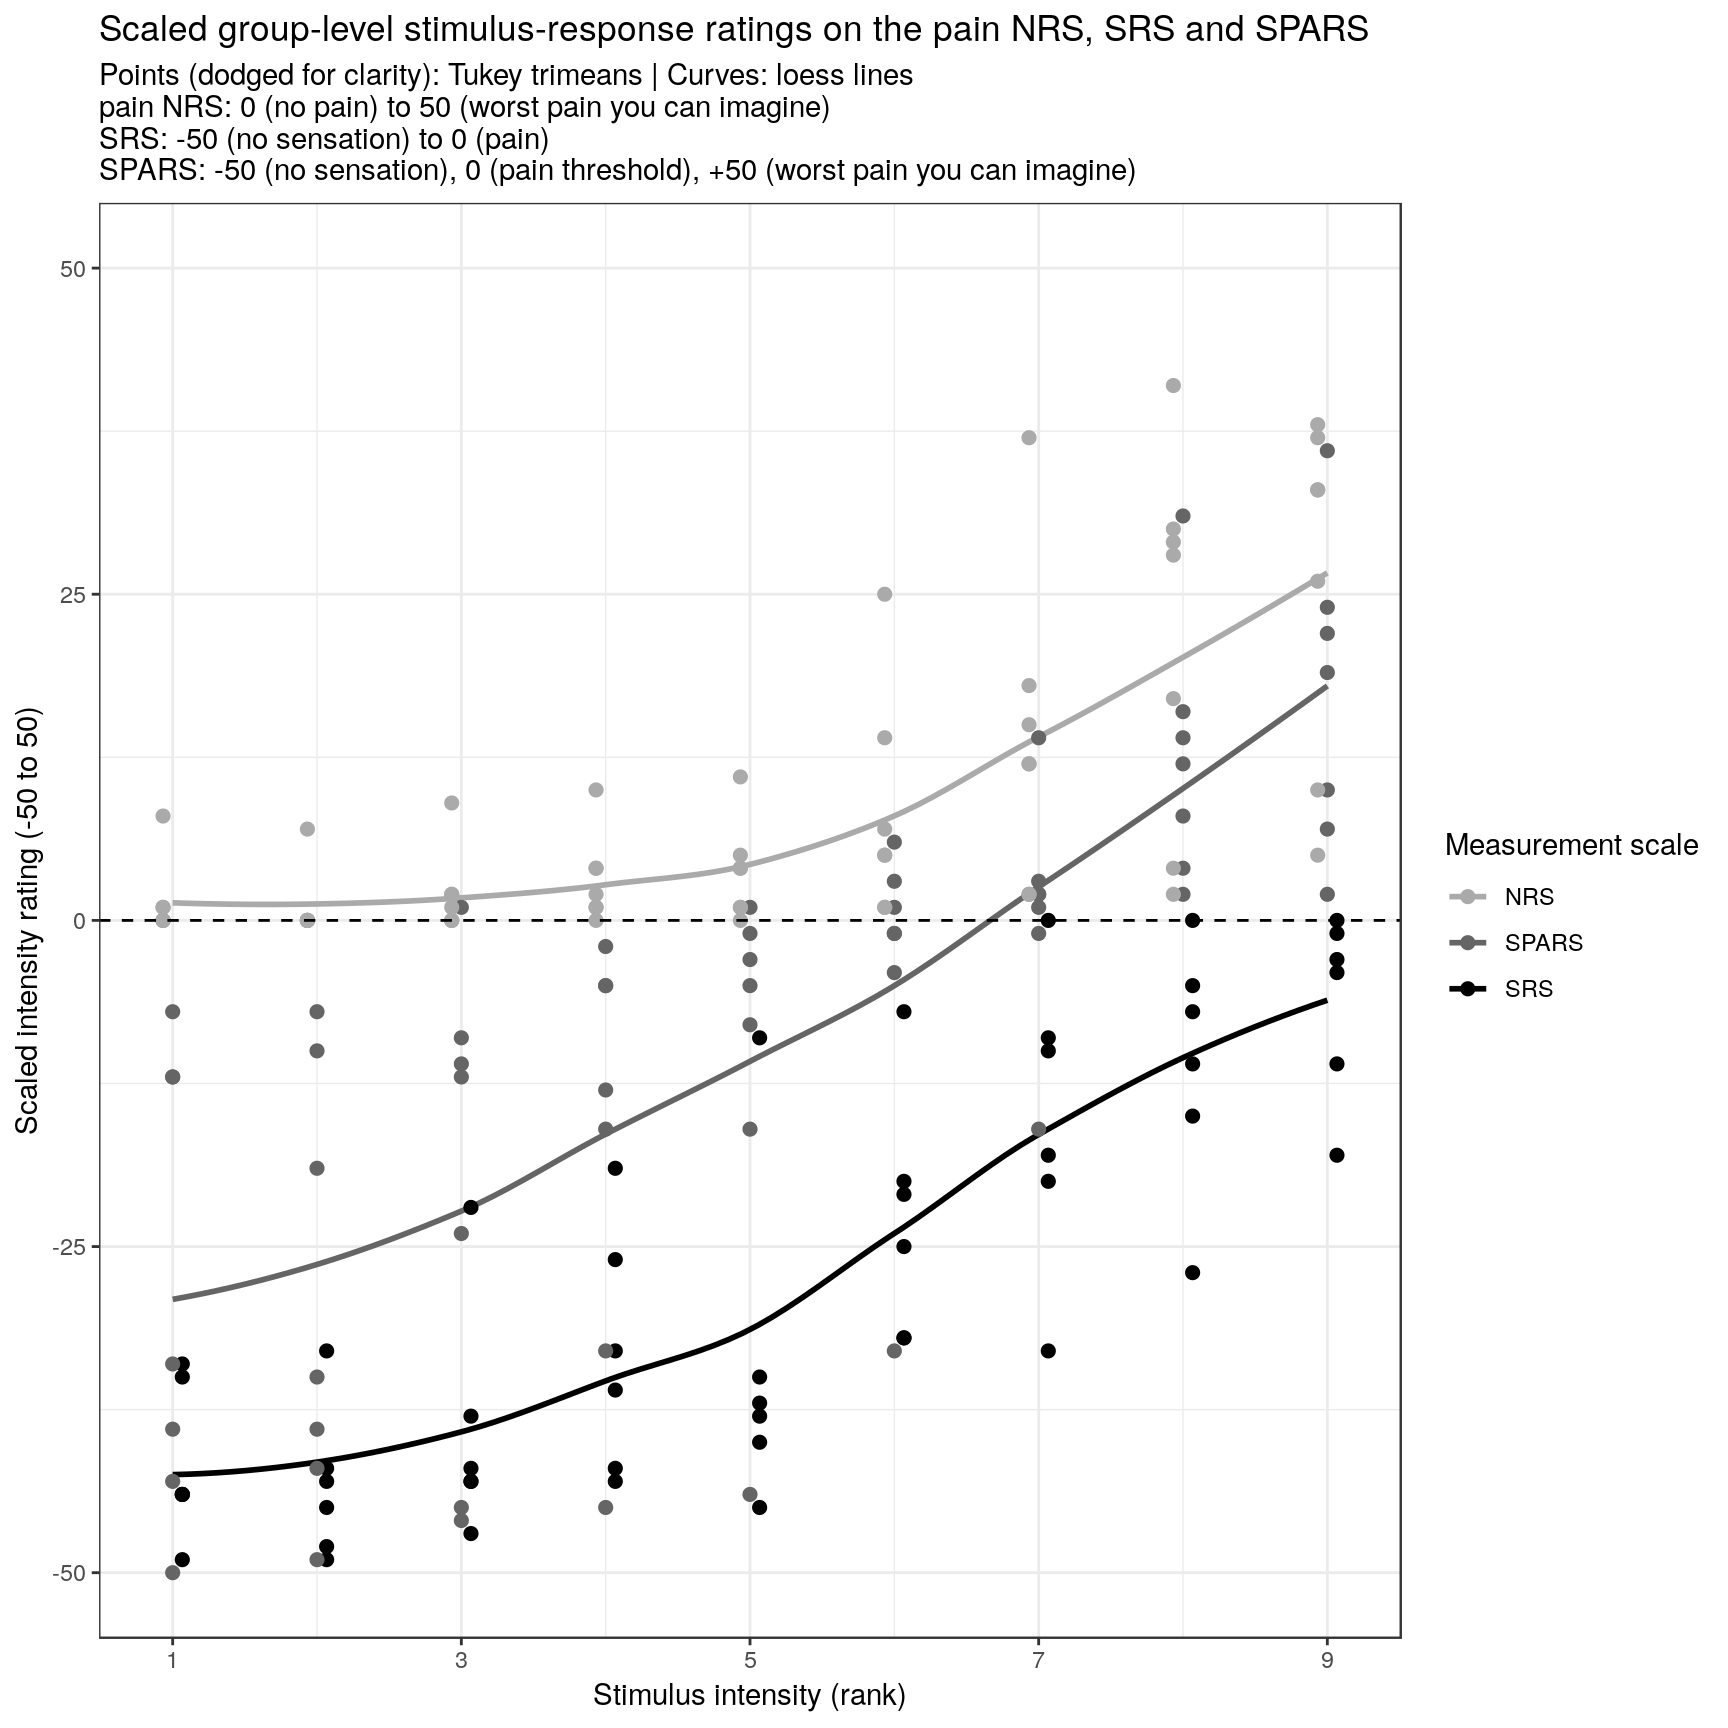 Scaled group-level stimulus-response ratings on the pain NRS, SRS and SPARS
Points (dodged for clarity): Tukey trimeans | Curves: loess lines
pain NRS: 0 (no pain) to 50 (worst pain you can imagine)
SRS: -50 (no sensation) to 0 (pain)
SPARS: -50 (no sensation), 0 (pain threshold), +50 (worst pain you can imagine)
Scaled intensity rating (-50 to 50)
50
25
0
-25
-50
1
3
5
7
9
Stimulus intensity (rank)
Measurement scale
NRS
SPARS
SRS